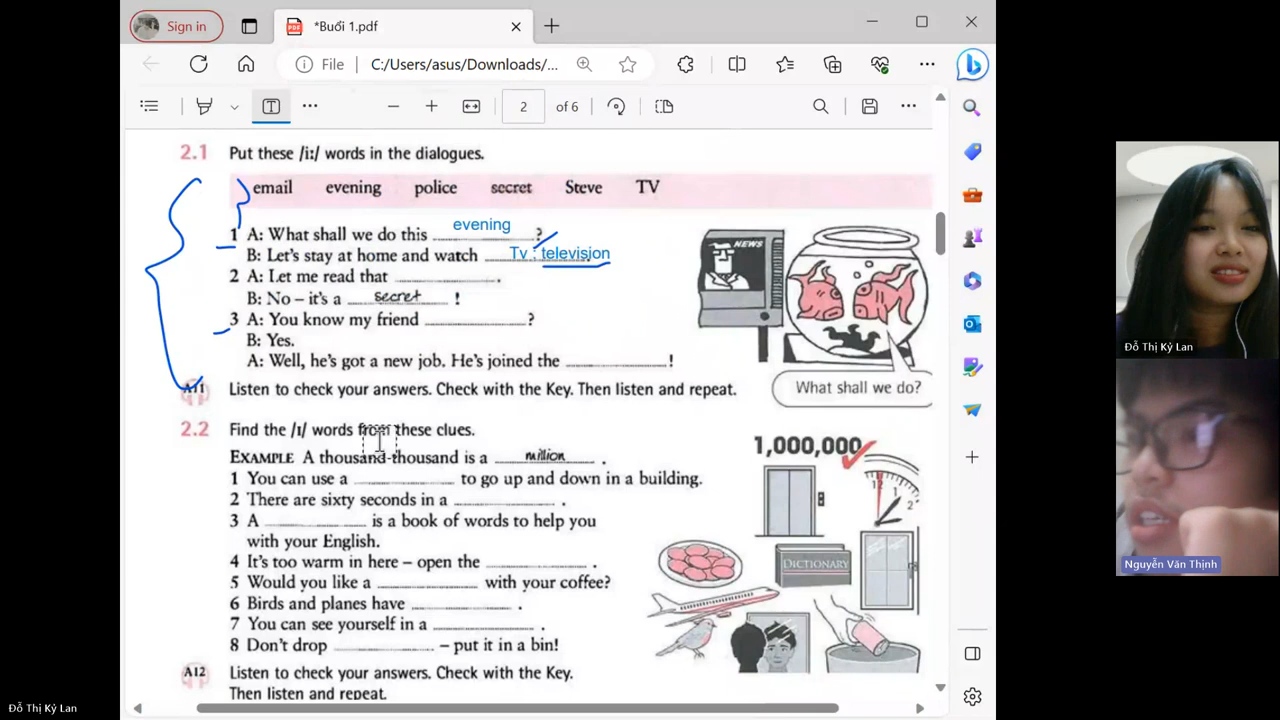 Sign in
*Buổi 1.pdf
File C:/Users/asus/Downloads/...
2 of 6
2.1 Put these /iː/ words in the dialogues.
email evening police secret Steve TV
evening
1 A: What shall we do this ?
B: Let's stay at home and watch .
Tv : television
2 A: Let me read that .
B: No – it's a secret !
3 A: You know my friend ?
B: Yes.
A: Well, he's got a new job. He's joined the !
A11 Listen to check your answers. Check with the Key. Then listen and repeat.
NEWS
What shall we do?
2.2 Find the /ɪ/ words from these clues.
EXAMPLE A thousand-thousand is a million .
1 You can use a to go up and down in a building.
2 There are sixty seconds in a .
3 A is a book of words to help you
with your English.
4 It's too warm in here – open the .
5 Would you like a with your coffee?
6 Birds and planes have .
7 You can see yourself in a .
8 Don't drop – put it in a bin!
1,000,000
12
1
2
DICTIONARY
A12 Listen to check your answers. Check with the Key.
Then listen and repeat.
Đỗ Thị Ký Lan
Nguyễn Văn Thịnh
Đỗ Thị Ký Lan